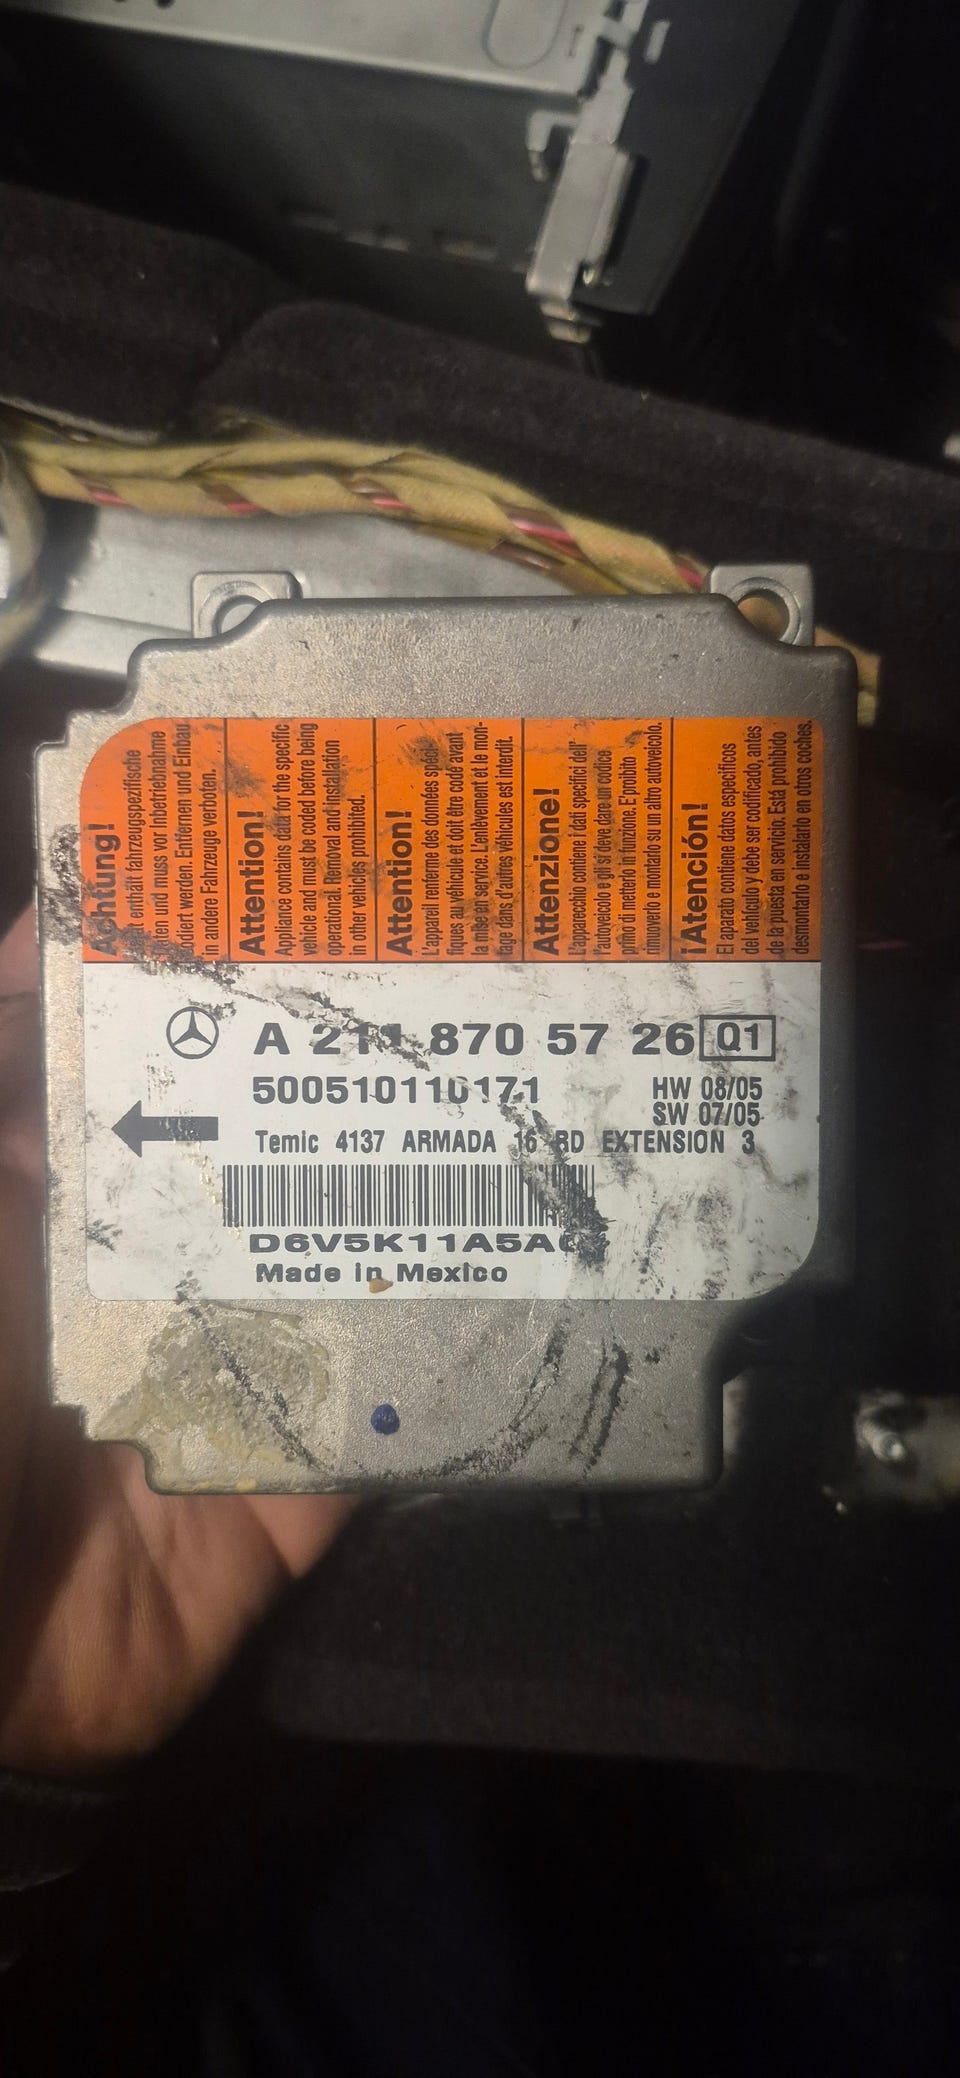 Achtung!
enthält fahrzeugspezifische
und muss vor Inbetriebnahme
werden. Entfernen und Einbau
in andere Fahrzeuge verboten.
Attention!
Appliance contains data for the specific
vehicle and must be coded before being
operational. Removal and installation
in other vehicles prohibited.
Attention!
L'appareil renferme des données spéci-
fiques au véhicule et doit être codé avant
la mise en service. L'enlèvement et le mon-
tage dans d'autres véhicules est interdit.
Attenzione!
L'apparecchio contiene i dati specifici dell'
l'autoveicolo e gli si deve dare un codice
prima di metterlo in funzione. E'proibito
rimuoverlo o montarlo su un altro autoveicolo.
¡Atención!
El aparato contiene datos específicos
del vehículo y debe ser codificado, antes
de la puesta en servicio. Está prohibido
desmontarlo e instalarlo en otros coches.
A 211 870 57 26 Q1
500510110171 HW 08/05
SW 07/05
Temic 4137 ARMADA 16 RD EXTENSION 3
Made in Mexico